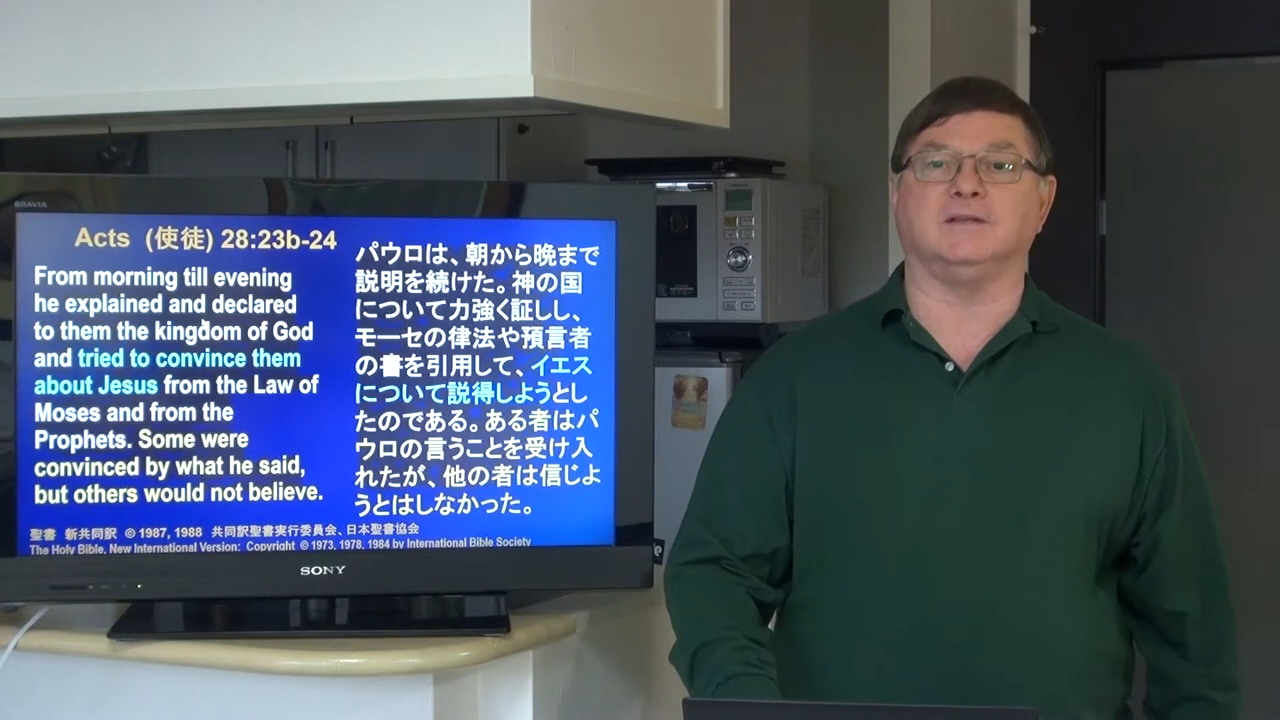 BRAVIA
Acts (使徒) 28:23b-24
From morning till evening
he explained and declared
to them the kingdom of God
and tried to convince them
about Jesus from the Law of
Moses and from the
Prophets. Some were
convinced by what he said,
but others would not believe.
パウロは、朝から晩まで
説明を続けた。神の国
について力強く証しし、
モーセの律法や預言者
の書を引用して、イエス
について説得しようとし
たのである。ある者はパ
ウロの言うことを受け入
れたが、他の者は信じよ
うとはしなかった。
聖書 新共同訳 © 1987, 1988 共同訳聖書実行委員会、日本聖書協会
The Holy Bible, New International Version; Copyright © 1973, 1978, 1984 by International Bible Society
SONY